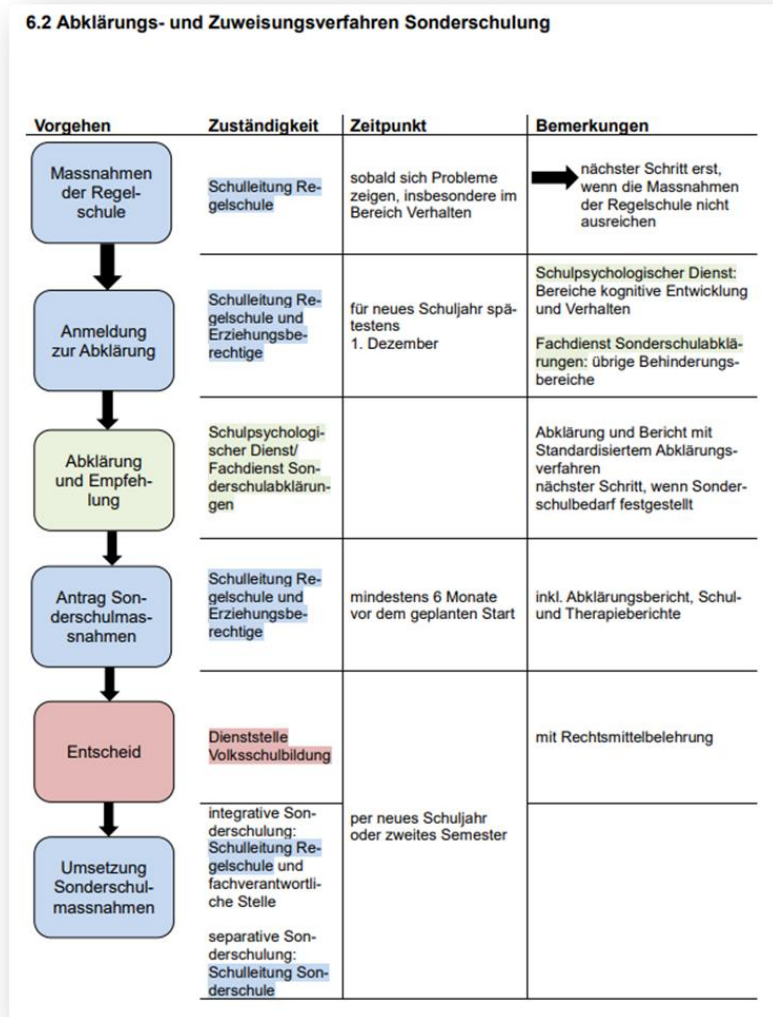 6.2 Abklärungs- und Zuweisungsverfahren Sonderschulung
Vorgehen
Zuständigkeit
Zeitpunkt
Bemerkungen
Massnahmen
der Regel-
schule
Schulleitung Re-
gelschule
sobald sich Probleme
zeigen, insbesondere im
Bereich Verhalten
nächster Schritt erst,
wenn die Massnahmen
der Regelschule nicht
ausreichen
Anmeldung
zur Abklärung
Schulleitung Re-
gelschule und
Erziehungsbe-
rechtige
für neues Schuljahr spä-
testens
1. Dezember
Schulpsychologischer Dienst:
Bereiche kognitive Entwicklung
und Verhalten
Fachdienst Sonderschulabklä-
rungen: übrige Behinderungs-
bereiche
Abklärung
und Empfeh-
lung
Schulpsychologi-
scher Dienst/
Fachdienst Son-
derschulabklärun-
gen
Abklärung und Bericht mit
Standardisiertem Abklärungs-
verfahren
nächster Schritt, wenn Sonder-
schulbedarf festgestellt
Antrag Son-
derschulmas-
snahmen
Schulleitung Re-
gelschule und
Erziehungsbe-
rechtige
mindestens 6 Monate
vor dem geplanten Start
inkl. Abklärungsbericht, Schul-
und Therapieberichte
Entscheid
Dienststelle
Volksschulbildung
mit Rechtsmittelbelehrung
Umsetzung
Sonderschul-
massnahmen
integrative Son-
derschulung:
Schulleitung Re-
gelschule und
fachverantwortli-
che Stelle
separative Son-
derschulung:
Schulleitung Son-
derschule
per neues Schuljahr
oder zweites Semester